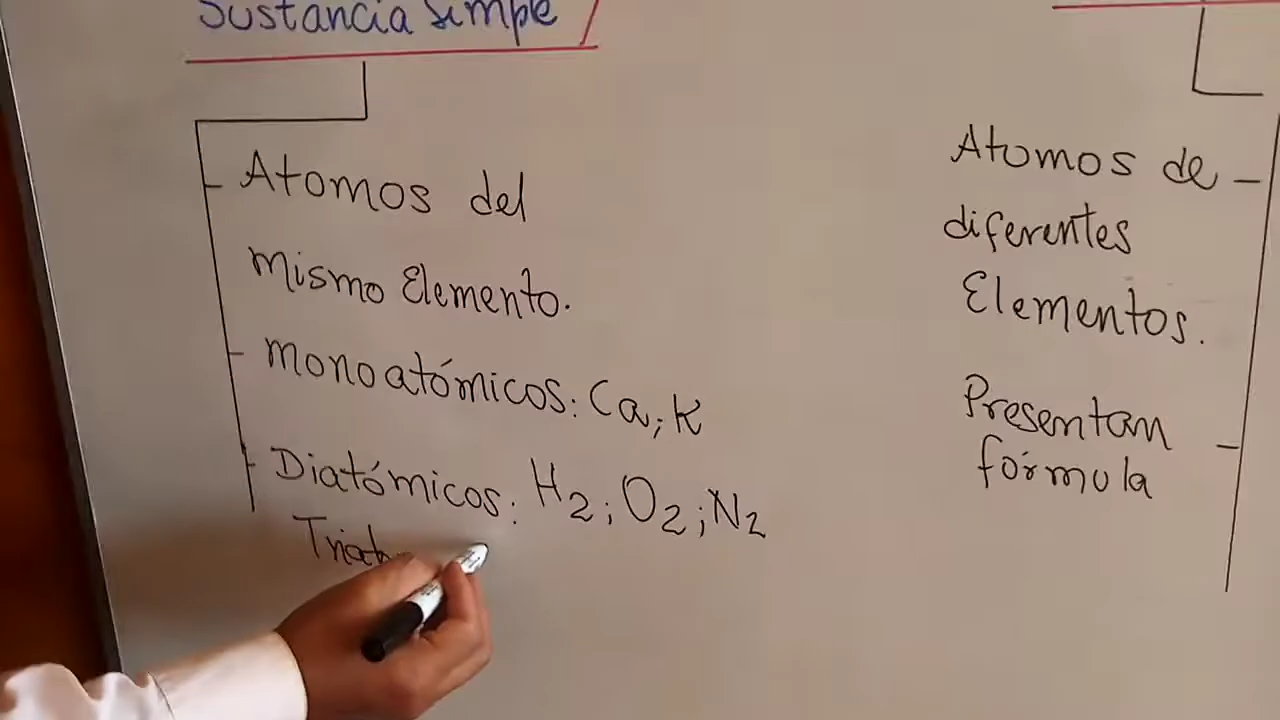 Sustancia Simple
Atomos del
mismo Elemento.
monoatómicos: Ca; K
Diatómicos: H2; O2; N2
Atomos de
diferentes
Elementos.
Presentan
fórmula